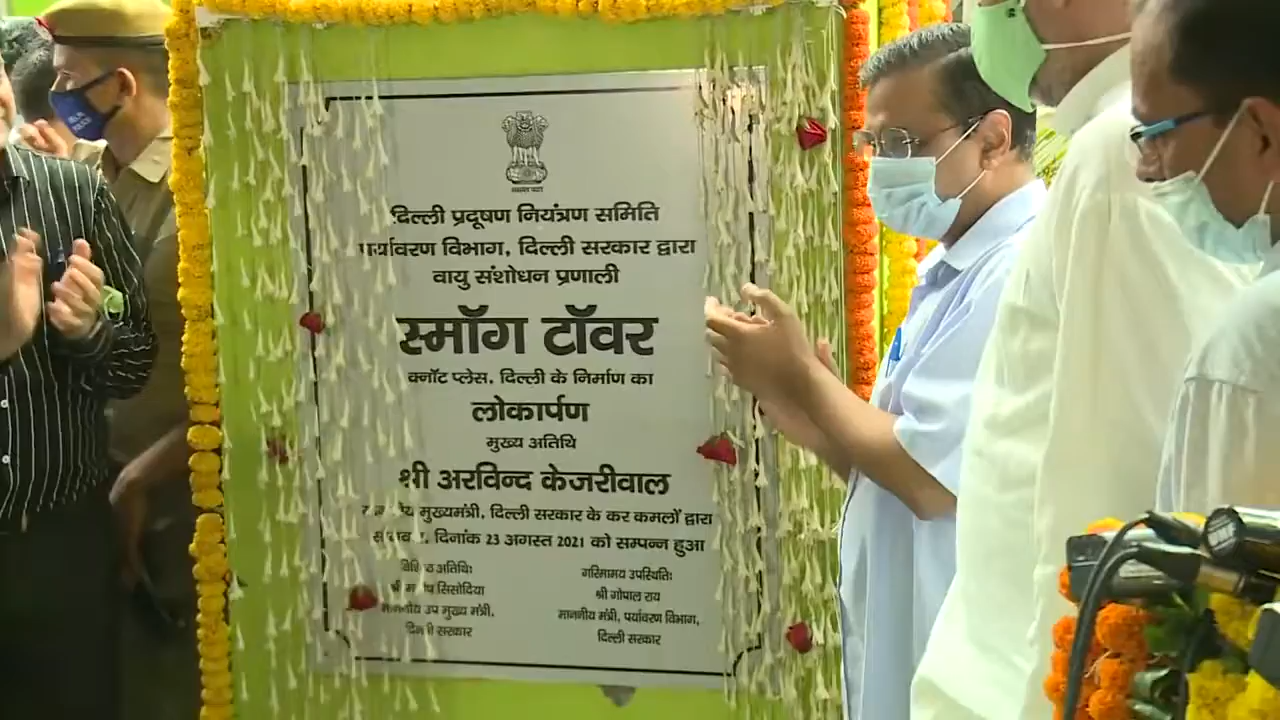 दिल्ली प्रदूषण नियंत्रण समिति
पर्यावरण विभाग, दिल्ली सरकार द्वारा
वायु संशोधन प्रणाली
स्मॉग टॉवर
क्नॉट प्लेस, दिल्ली के निर्माण का
लोकार्पण
मुख्य अतिथि
श्री अरविन्द केजरीवाल
मुख्यमंत्री, दिल्ली सरकार के कर कमलों द्वारा
दिनांक 23 अगस्त 2021 को सम्पन्न हुआ
अतिथिः
श्री सिसोदिया
माननीय उप मुख्य मंत्री,
सरकार
गरिमामय उपस्थितिः
श्री गोपाल राय
माननीय मंत्री, पर्यावरण विभाग,
दिल्ली सरकार